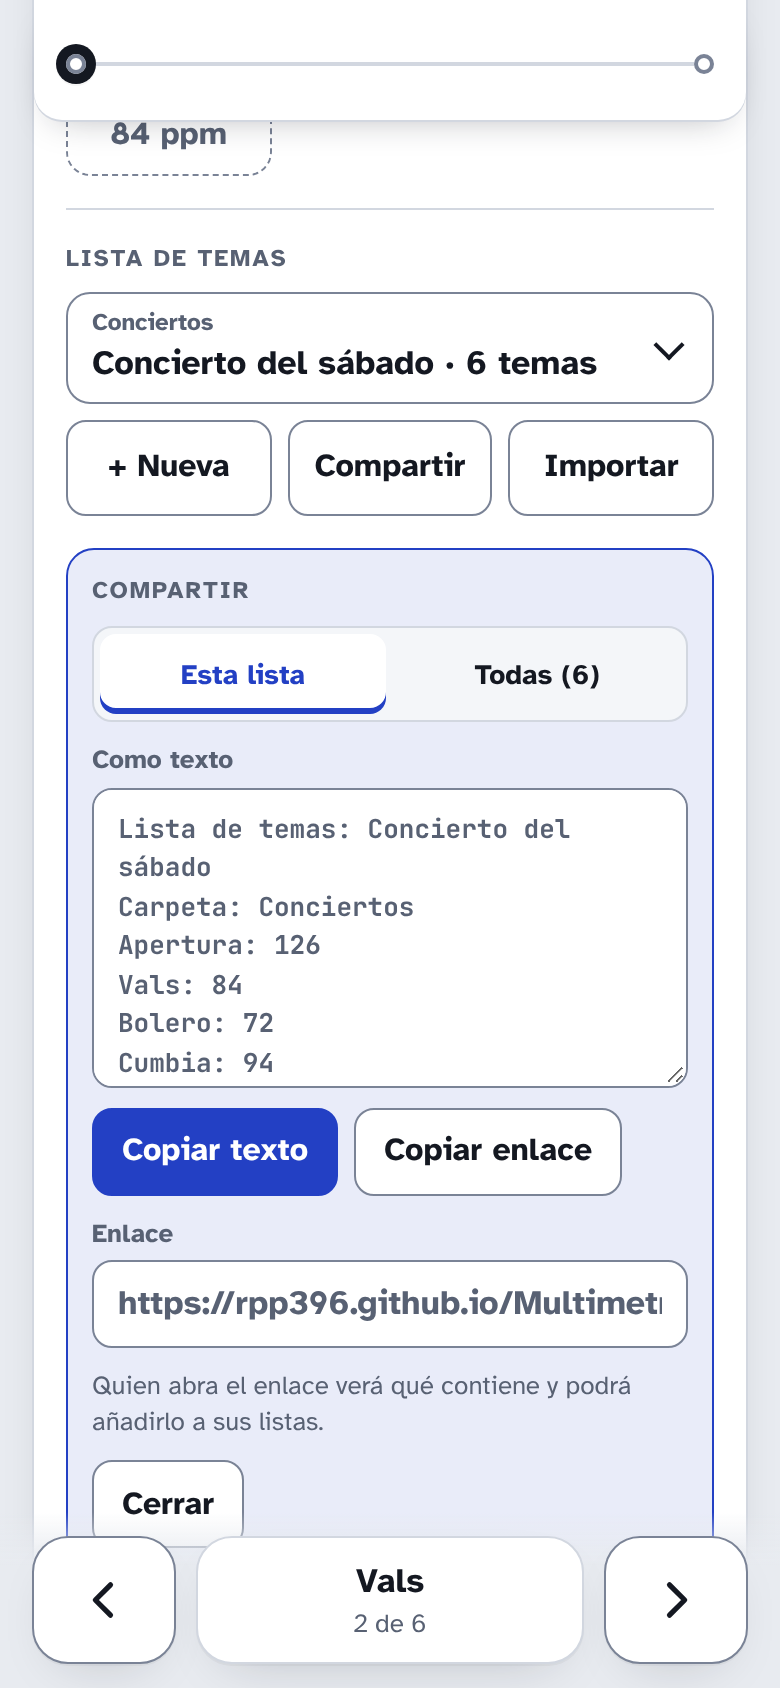 84 ppm
LISTA DE TEMAS
Conciertos
Concierto del sábado · 6 temas
+ Nueva
Compartir
Importar
COMPARTIR
Esta lista
Todas (6)
Como texto
Lista de temas: Concierto del
sábado
Carpeta: Conciertos
Apertura: 126
Vals: 84
Bolero: 72
Cumbia: 94
Copiar texto
Copiar enlace
Enlace
https://rpp396.github.io/Multimet
Quien abra el enlace verá qué contiene y podrá
añadirlo a sus listas.
Cerrar
Vals
2 de 6